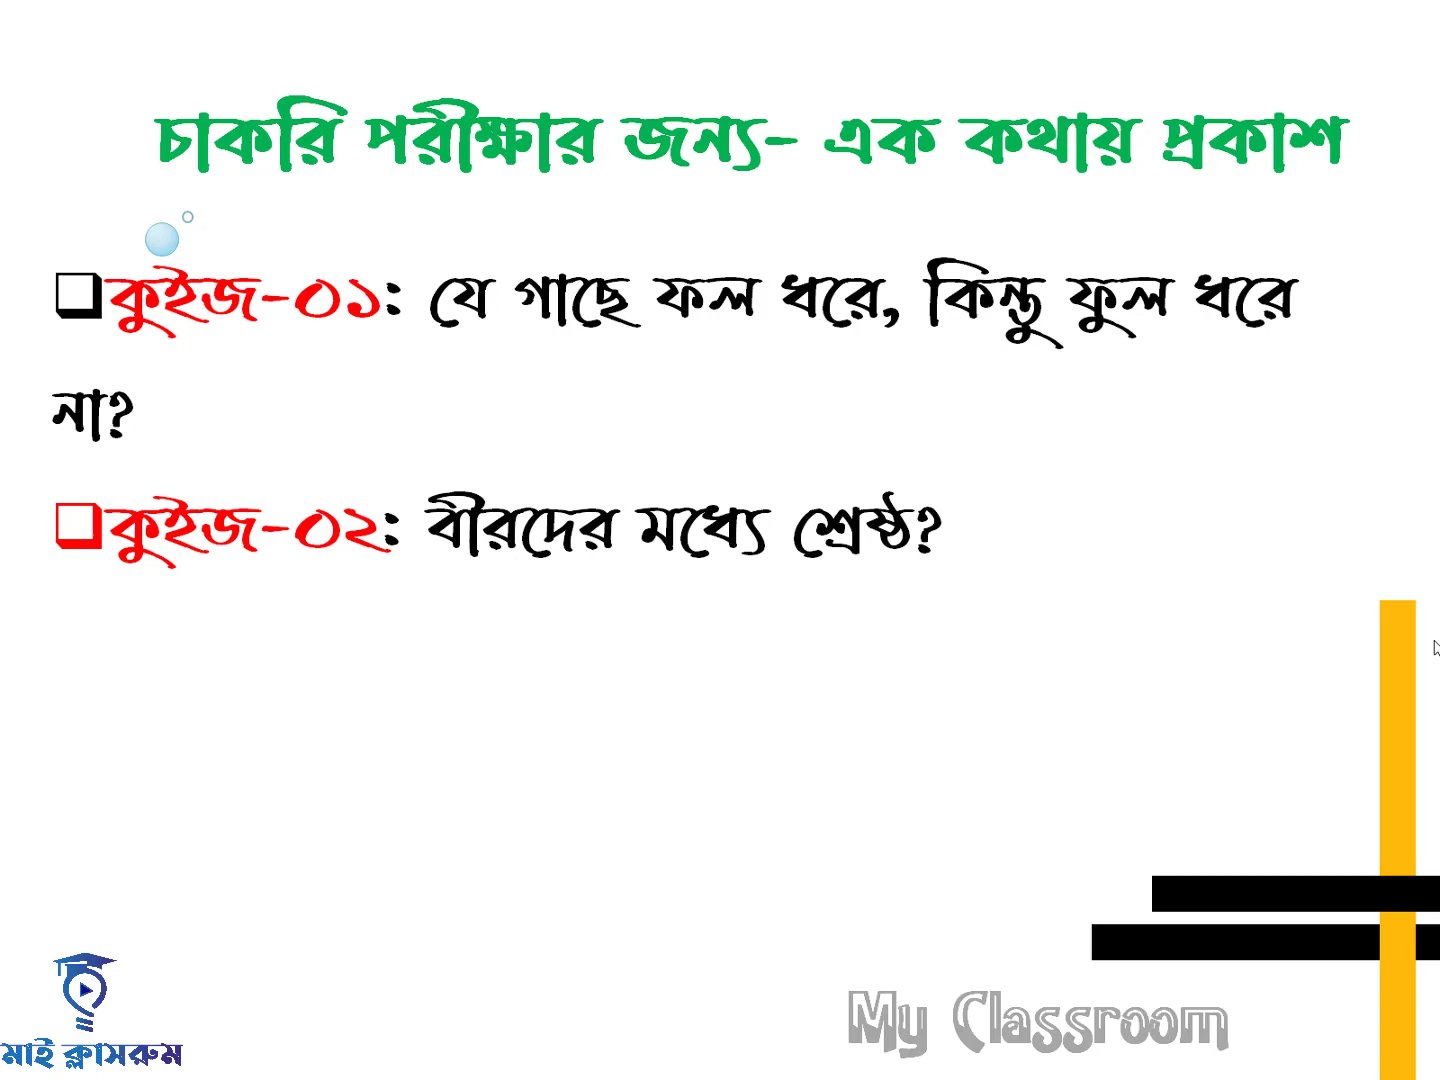 চাকরি পরীক্ষার জন্য- এক কথায় প্রকাশ
কুইজ-০১: যে গাছে ফল ধরে, কিন্তু ফুল ধরে
না?
কুইজ-০২: বীরদের মধ্যে শ্রেষ্ঠ?
My Classroom
মাই ক্লাসরুম